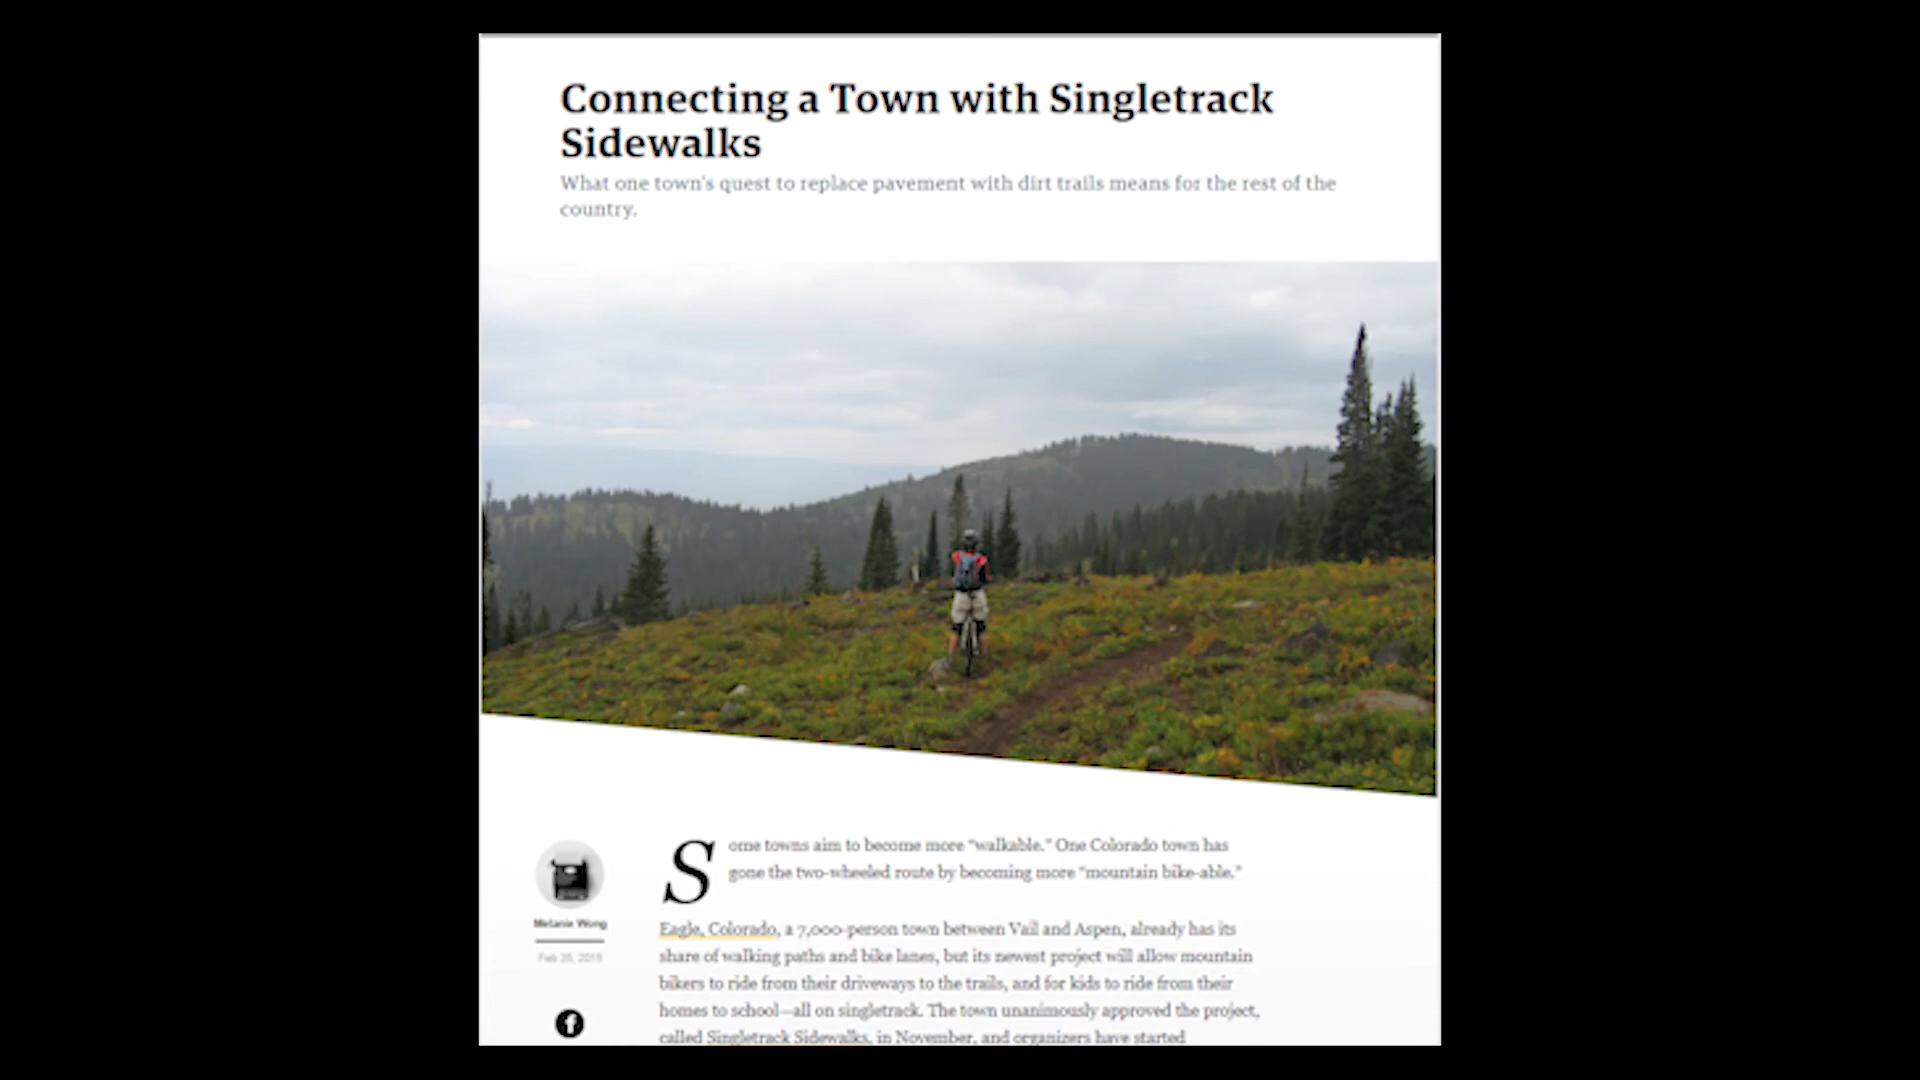 Connecting a Town with Singletrack
Sidewalks
What one town's quest to replace pavement with dirt trails means for the rest of the
country.
Some towns aim to become more “walkable.” One Colorado town has
gone the two-wheeled route by becoming more “mountain bike-able.”
Melanie Wong
Eagle, Colorado, a 7,000-person town between Vail and Aspen, already has its
share of walking paths and bike lanes, but its newest project will allow mountain
bikers to ride from their driveways to the trails, and for kids to ride from their
homes to school—all on singletrack. The town unanimously approved the project,
called Singletrack Sidewalks, in November, and organizers have started